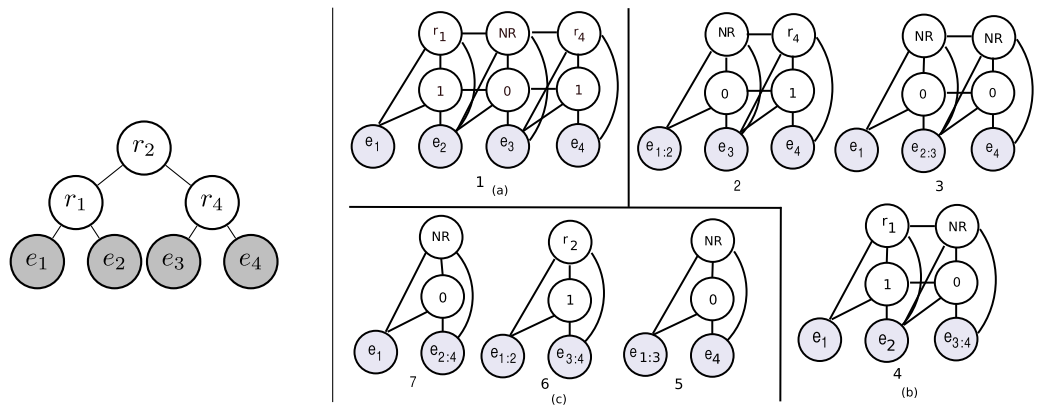 r2
r1 r4
e1 e2 e3 e4
r1 NR r4
1 0 1
e1 e2 e3 e4
1 (a)
NR r4
0 1
e1:2 e3 e4
2
NR NR
0 0
e1 e2:3 e4
3
r1 NR
1 0
e1 e2 e3:4
4
(b)
NR
0
e1 e2:4
7
r2
1
e1:2 e3:4
6
(c)
NR
0
e1:3 e4
5